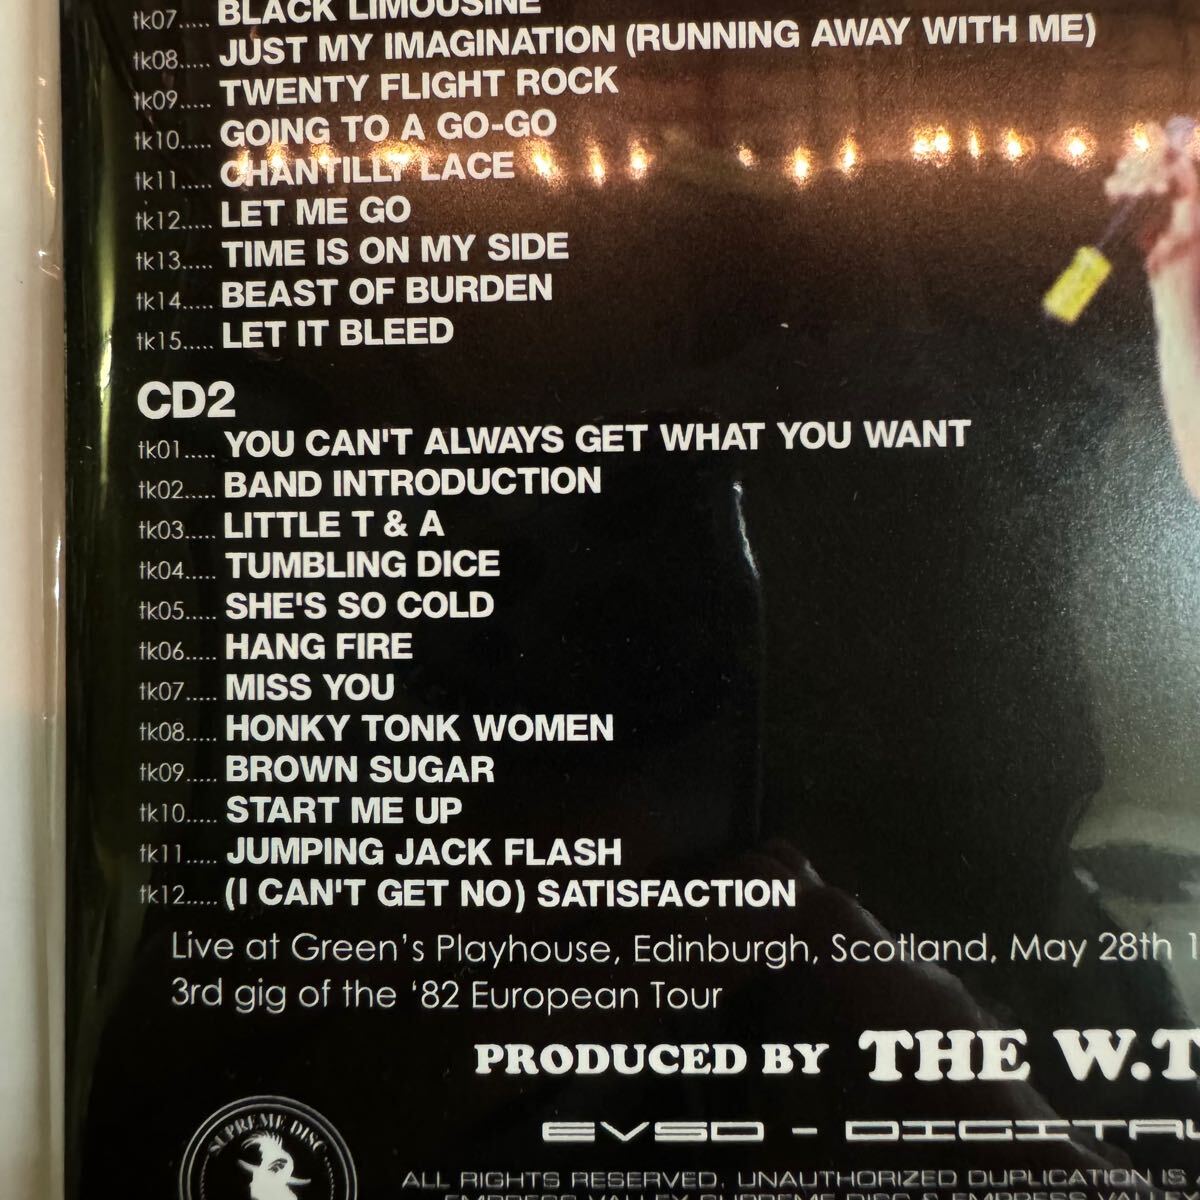 tk07..... BLACK LIMOUSINE
tk08..... JUST MY IMAGINATION (RUNNING AWAY WITH ME)
tk09..... TWENTY FLIGHT ROCK
tk10..... GOING TO A GO-GO
tk11..... CHANTILLY LACE
tk12..... LET ME GO
tk13..... TIME IS ON MY SIDE
tk14..... BEAST OF BURDEN
tk15..... LET IT BLEED
CD2
tk01..... YOU CAN'T ALWAYS GET WHAT YOU WANT
tk02..... BAND INTRODUCTION
tk03..... LITTLE T & A
tk04..... TUMBLING DICE
tk05..... SHE'S SO COLD
tk06..... HANG FIRE
tk07..... MISS YOU
tk08..... HONKY TONK WOMEN
tk09..... BROWN SUGAR
tk10..... START ME UP
tk11..... JUMPING JACK FLASH
tk12..... (I CAN'T GET NO) SATISFACTION
Live at Green's Playhouse, Edinburgh, Scotland, May 28th 1
3rd gig of the '82 European Tour
PRODUCED BY THE W.T
EVSD - DIGITAL
SUPREME DISC
ALL RIGHTS RESERVED. UNAUTHORIZED DUPLICATION IS
EMPRESS VALLEY SUPREME DISC